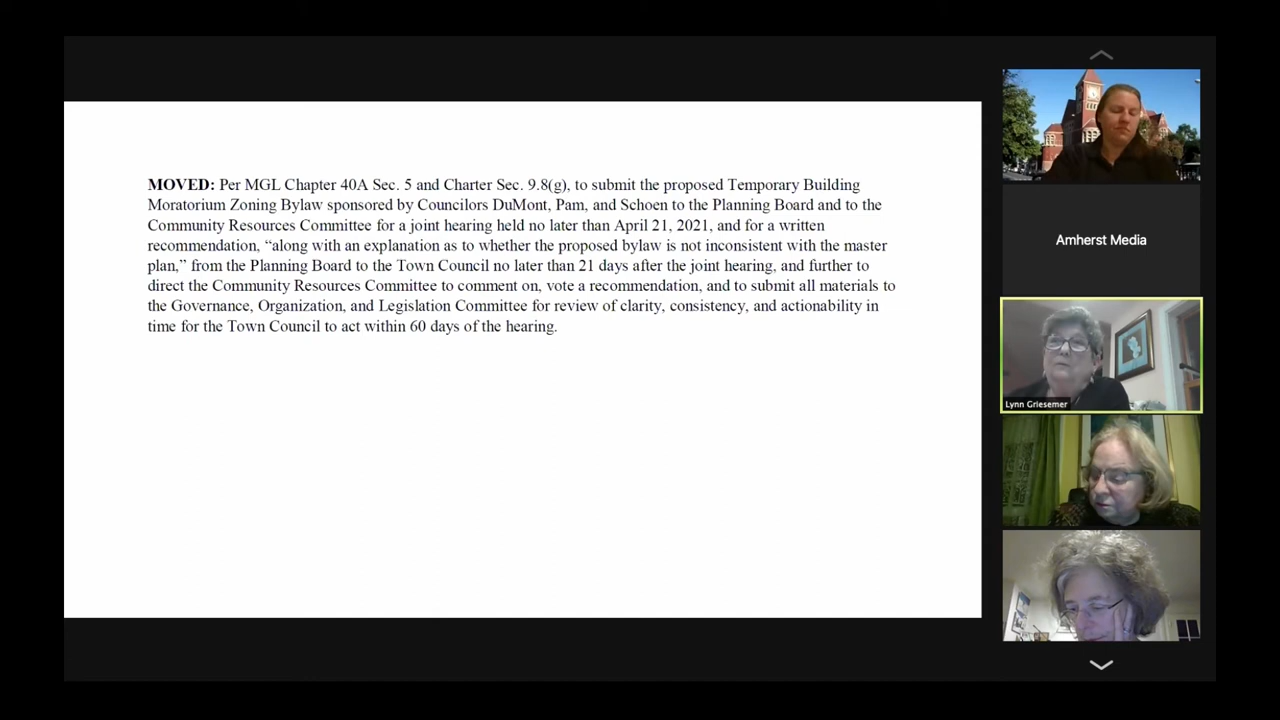 MOVED: Per MGL Chapter 40A Sec. 5 and Charter Sec. 9.8(g), to submit the proposed Temporary Building
Moratorium Zoning Bylaw sponsored by Councilors DuMont, Pam, and Schoen to the Planning Board and to the
Community Resources Committee for a joint hearing held no later than April 21, 2021, and for a written
recommendation, “along with an explanation as to whether the proposed bylaw is not inconsistent with the master
plan,” from the Planning Board to the Town Council no later than 21 days after the joint hearing, and further to
direct the Community Resources Committee to comment on, vote a recommendation, and to submit all materials to
the Governance, Organization, and Legislation Committee for review of clarity, consistency, and actionability in
time for the Town Council to act within 60 days of the hearing.
Amherst Media
Lynn Griesemer